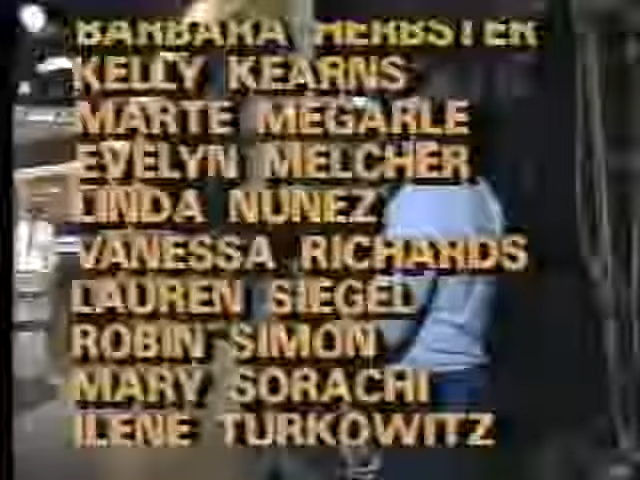 BARBARA HERBSTER
KELLY KEARNS
MARTE MEGARLE
EVELYN MELCHER
LINDA NUNEZ
VANESSA RICHARDS
LAUREN SIEGEL
ROBIN SIMON
MARY SORACHI
ILENE TURKOWITZ